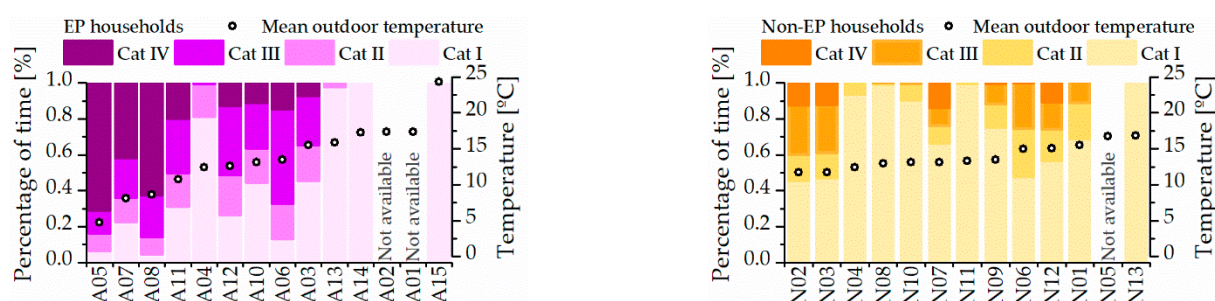 EP households Mean outdoor temperature
Cat IV Cat III Cat II Cat I
Percentage of time [%]
1.0
0.8
0.6
0.4
0.2
0.0
Not available
Not available
25
20
15
10
5
0
Temperature [ºC]
A05 A07 A08 A11 A04 A12 A10 A06 A03 A13 A14 A02 A01 A15
Non-EP households Mean outdoor temperature
Cat IV Cat III Cat II Cat I
Percentage of time [%]
1.0
0.8
0.6
0.4
0.2
0.0
Not available
25
20
15
10
5
0
Temperature [ºC]
N02 N03 N04 N08 N10 N07 N11 N09 N06 N12 N01 N05 N13